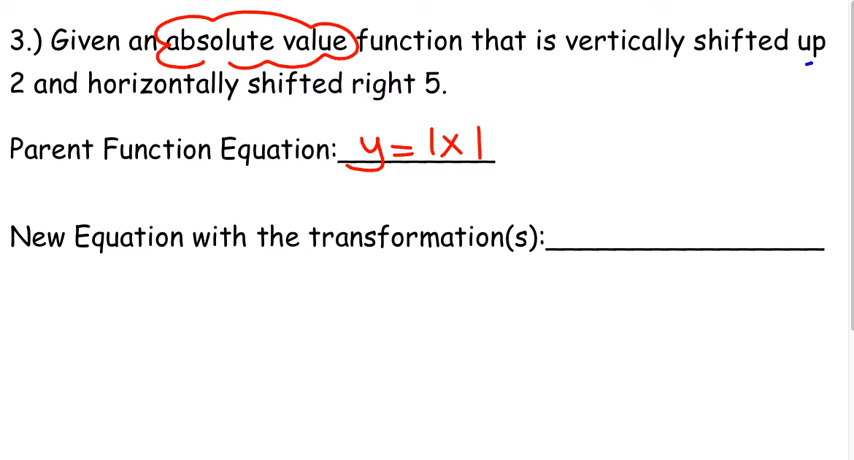 3.) Given an absolute value function that is vertically shifted up
2 and horizontally shifted right 5.
Parent Function Equation: y = |x|
New Equation with the transformation(s):